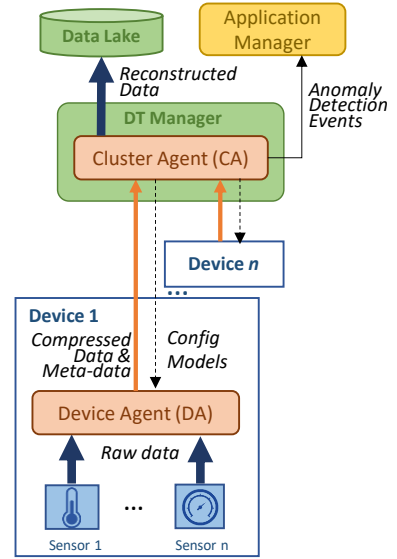 Data Lake
Application
Manager
Reconstructed
Data
Anomaly
Detection
Events
DT Manager
Cluster Agent (CA)
Device n
...
Device 1
Compressed
Data &
Meta-data
Config
Models
Device Agent (DA)
Raw data
...
Sensor 1
Sensor n